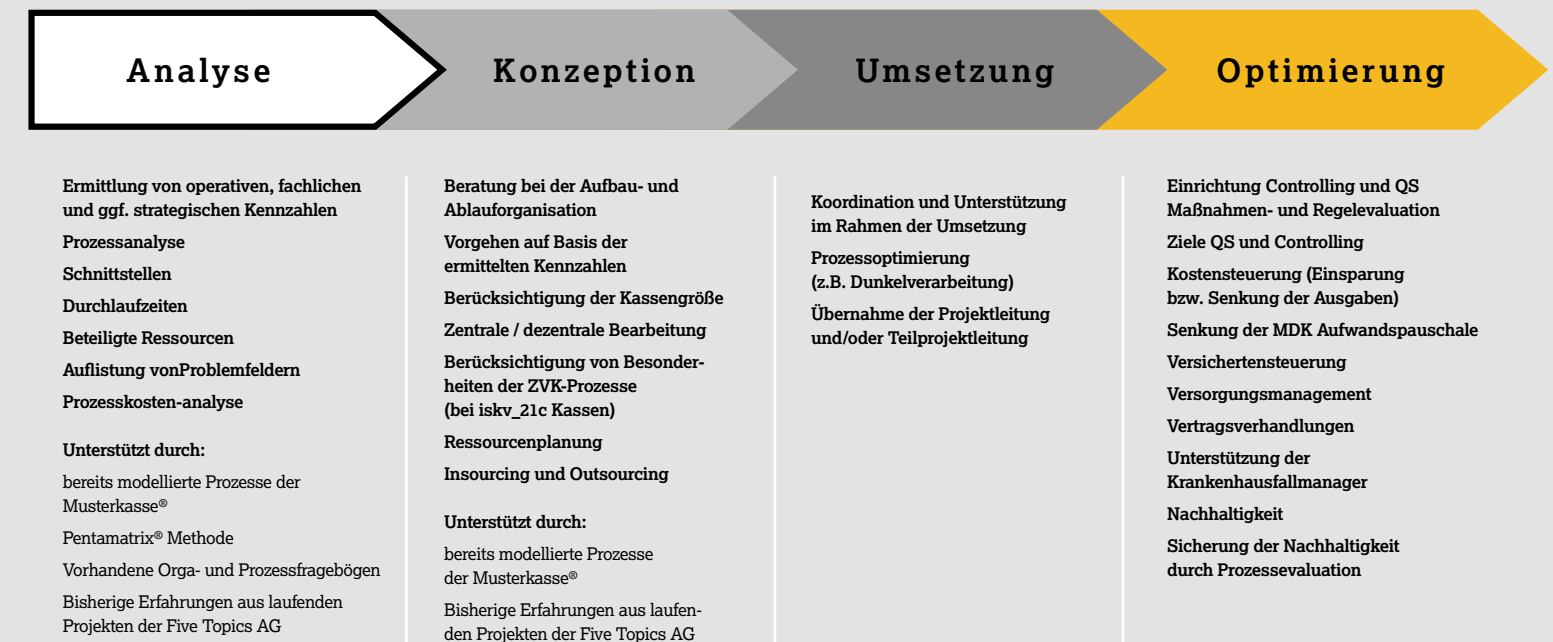 Analyse
Konzeption
Umsetzung
Optimierung
Ermittlung von operativen, fachlichen
und ggf. strategischen Kennzahlen
Prozessanalyse
Schnittstellen
Durchlaufzeiten
Beteiligte Ressourcen
Auflistung vonProblemfeldern
Prozesskosten-analyse
Unterstützt durch:
bereits modellierte Prozesse der
Musterkasse®
Pentamatrix® Methode
Vorhandene Orga- und Prozessfragebögen
Bisherige Erfahrungen aus laufenden
Projekten der Five Topics AG
Beratung bei der Aufbau- und
Ablauforganisation
Vorgehen auf Basis der
ermittelten Kennzahlen
Berücksichtigung der Kassengröße
Zentrale / dezentrale Bearbeitung
Berücksichtigung von Besonder-
heiten der ZVK-Prozesse
(bei iskv_21c Kassen)
Ressourcenplanung
Insourcing und Outsourcing
Unterstützt durch:
bereits modellierte Prozesse
der Musterkasse®
Bisherige Erfahrungen aus laufen-
den Projekten der Five Topics AG
Koordination und Unterstützung
im Rahmen der Umsetzung
Prozessoptimierung
(z.B. Dunkelverarbeitung)
Übernahme der Projektleitung
und/oder Teilprojektleitung
Einrichtung Controlling und QS
Maßnahmen- und Regelevaluation
Ziele QS und Controlling
Kostensteuerung (Einsparung
bzw. Senkung der Ausgaben)
Senkung der MDK Aufwandspauschale
Versichertensteuerung
Versorgungsmanagement
Vertragsverhandlungen
Unterstützung der
Krankenhausfallmanager
Nachhaltigkeit
Sicherung der Nachhaltigkeit
durch Prozessevaluation